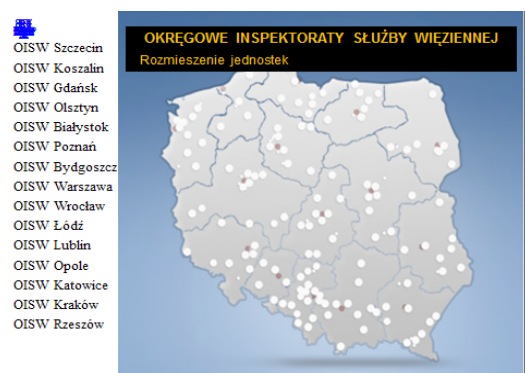 OKRĘGOWE INSPEKTORATY SŁUŻBY WIĘZIENNEJ
Rozmieszenie jednostek
OISW Szczecin
OISW Koszalin
OISW Gdańsk
OISW Olsztyn
OISW Białystok
OISW Poznań
OISW Bydgoszcz
OISW Warszawa
OISW Wrocław
OISW Łódź
OISW Lublin
OISW Opole
OISW Katowice
OISW Kraków
OISW Rzeszów